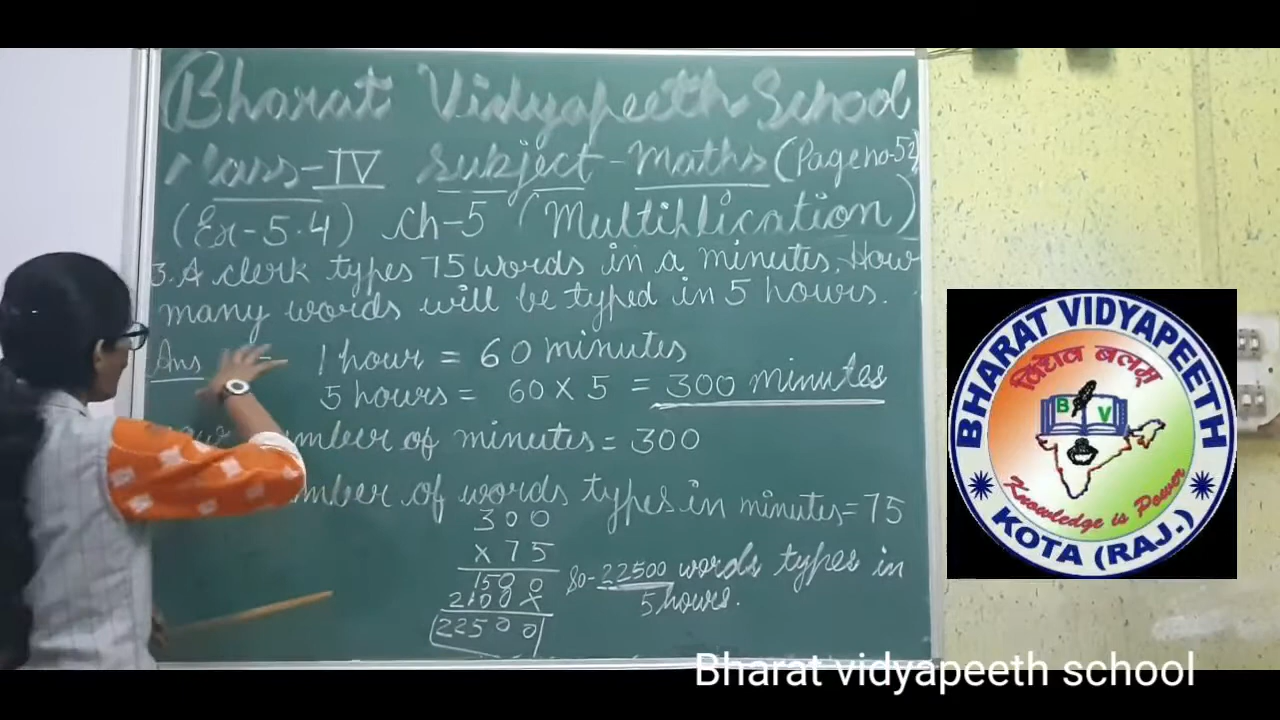 Bharat Vidyapeeth School
Class-IV Subject-Maths (Page no-52)
(Ex-5.4) Ch-5 (Multihlication)
3. A clerk types 75 words in a minutes. How
many words will be typed in 5 hours.
Ans 1 hour = 60 minutes
5 hours = 60 x 5 = 300 minutes
number of minutes = 300
number of words types in minutes = 75
300
x 75
1500
2100x
22500
So- 22500 words types in
5 hours.
BHARAT VIDYAPEETH
विद्यैव बलम्
B V
Knowledge is Power
KOTA (RAJ.)
Bharat vidyapeeth school